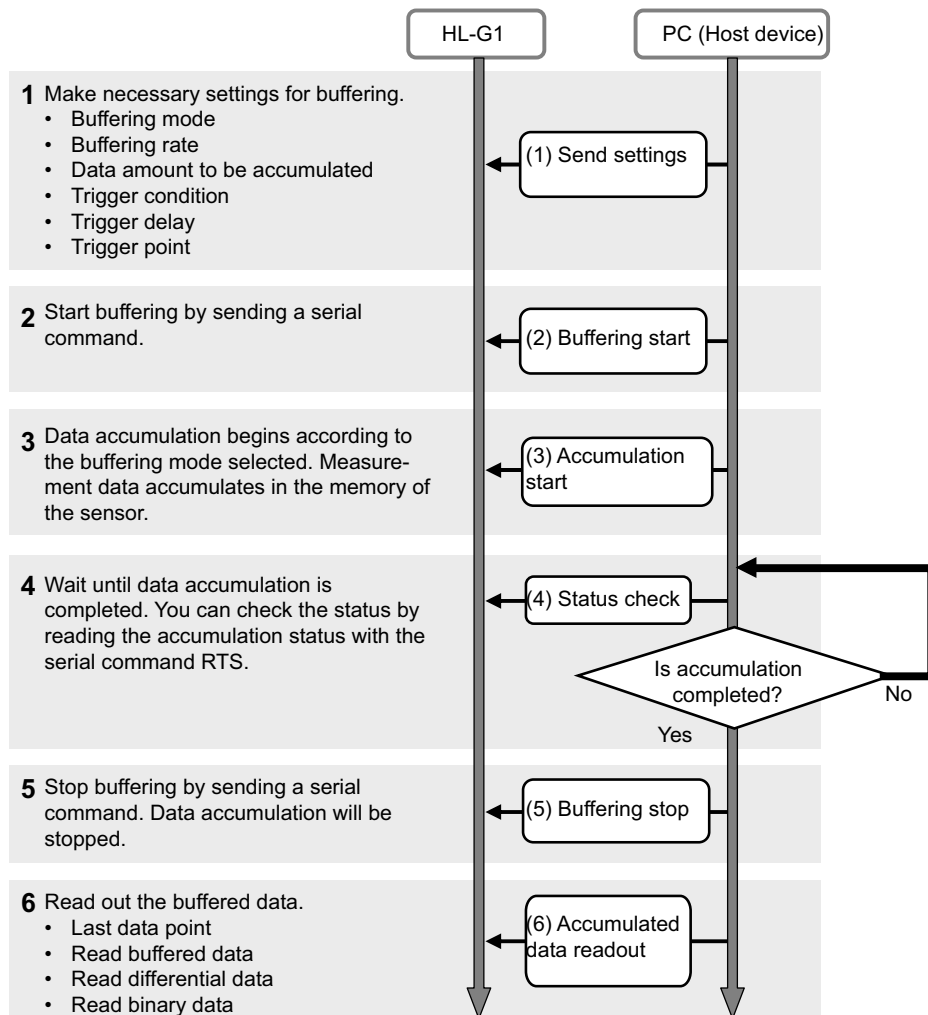 HL-G1
PC (Host device)
1 Make necessary settings for buffering.
• Buffering mode
• Buffering rate
• Data amount to be accumulated
• Trigger condition
• Trigger delay
• Trigger point
(1) Send settings
2 Start buffering by sending a serial
command.
(2) Buffering start
3 Data accumulation begins according to
the buffering mode selected. Measure-
ment data accumulates in the memory of
the sensor.
(3) Accumulation
start
4 Wait until data accumulation is
completed. You can check the status by
reading the accumulation status with the
serial command RTS.
(4) Status check
Is accumulation
completed?
No
Yes
5 Stop buffering by sending a serial
command. Data accumulation will be
stopped.
(5) Buffering stop
6 Read out the buffered data.
• Last data point
• Read buffered data
• Read differential data
• Read binary data
(6) Accumulated
data readout